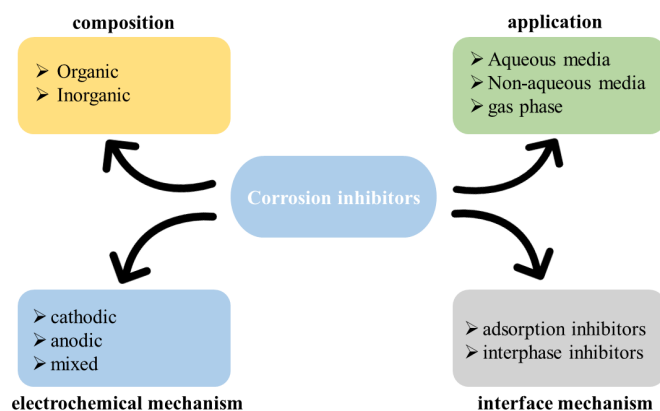 composition
➢ Organic
➢ Inorganic
application
➢ Aqueous media
➢ Non-aqueous media
➢ gas phase
Corrosion inhibitors
➢ cathodic
➢ anodic
➢ mixed
electrochemical mechanism
➢ adsorption inhibitors
➢ interphase inhibitors
interface mechanism